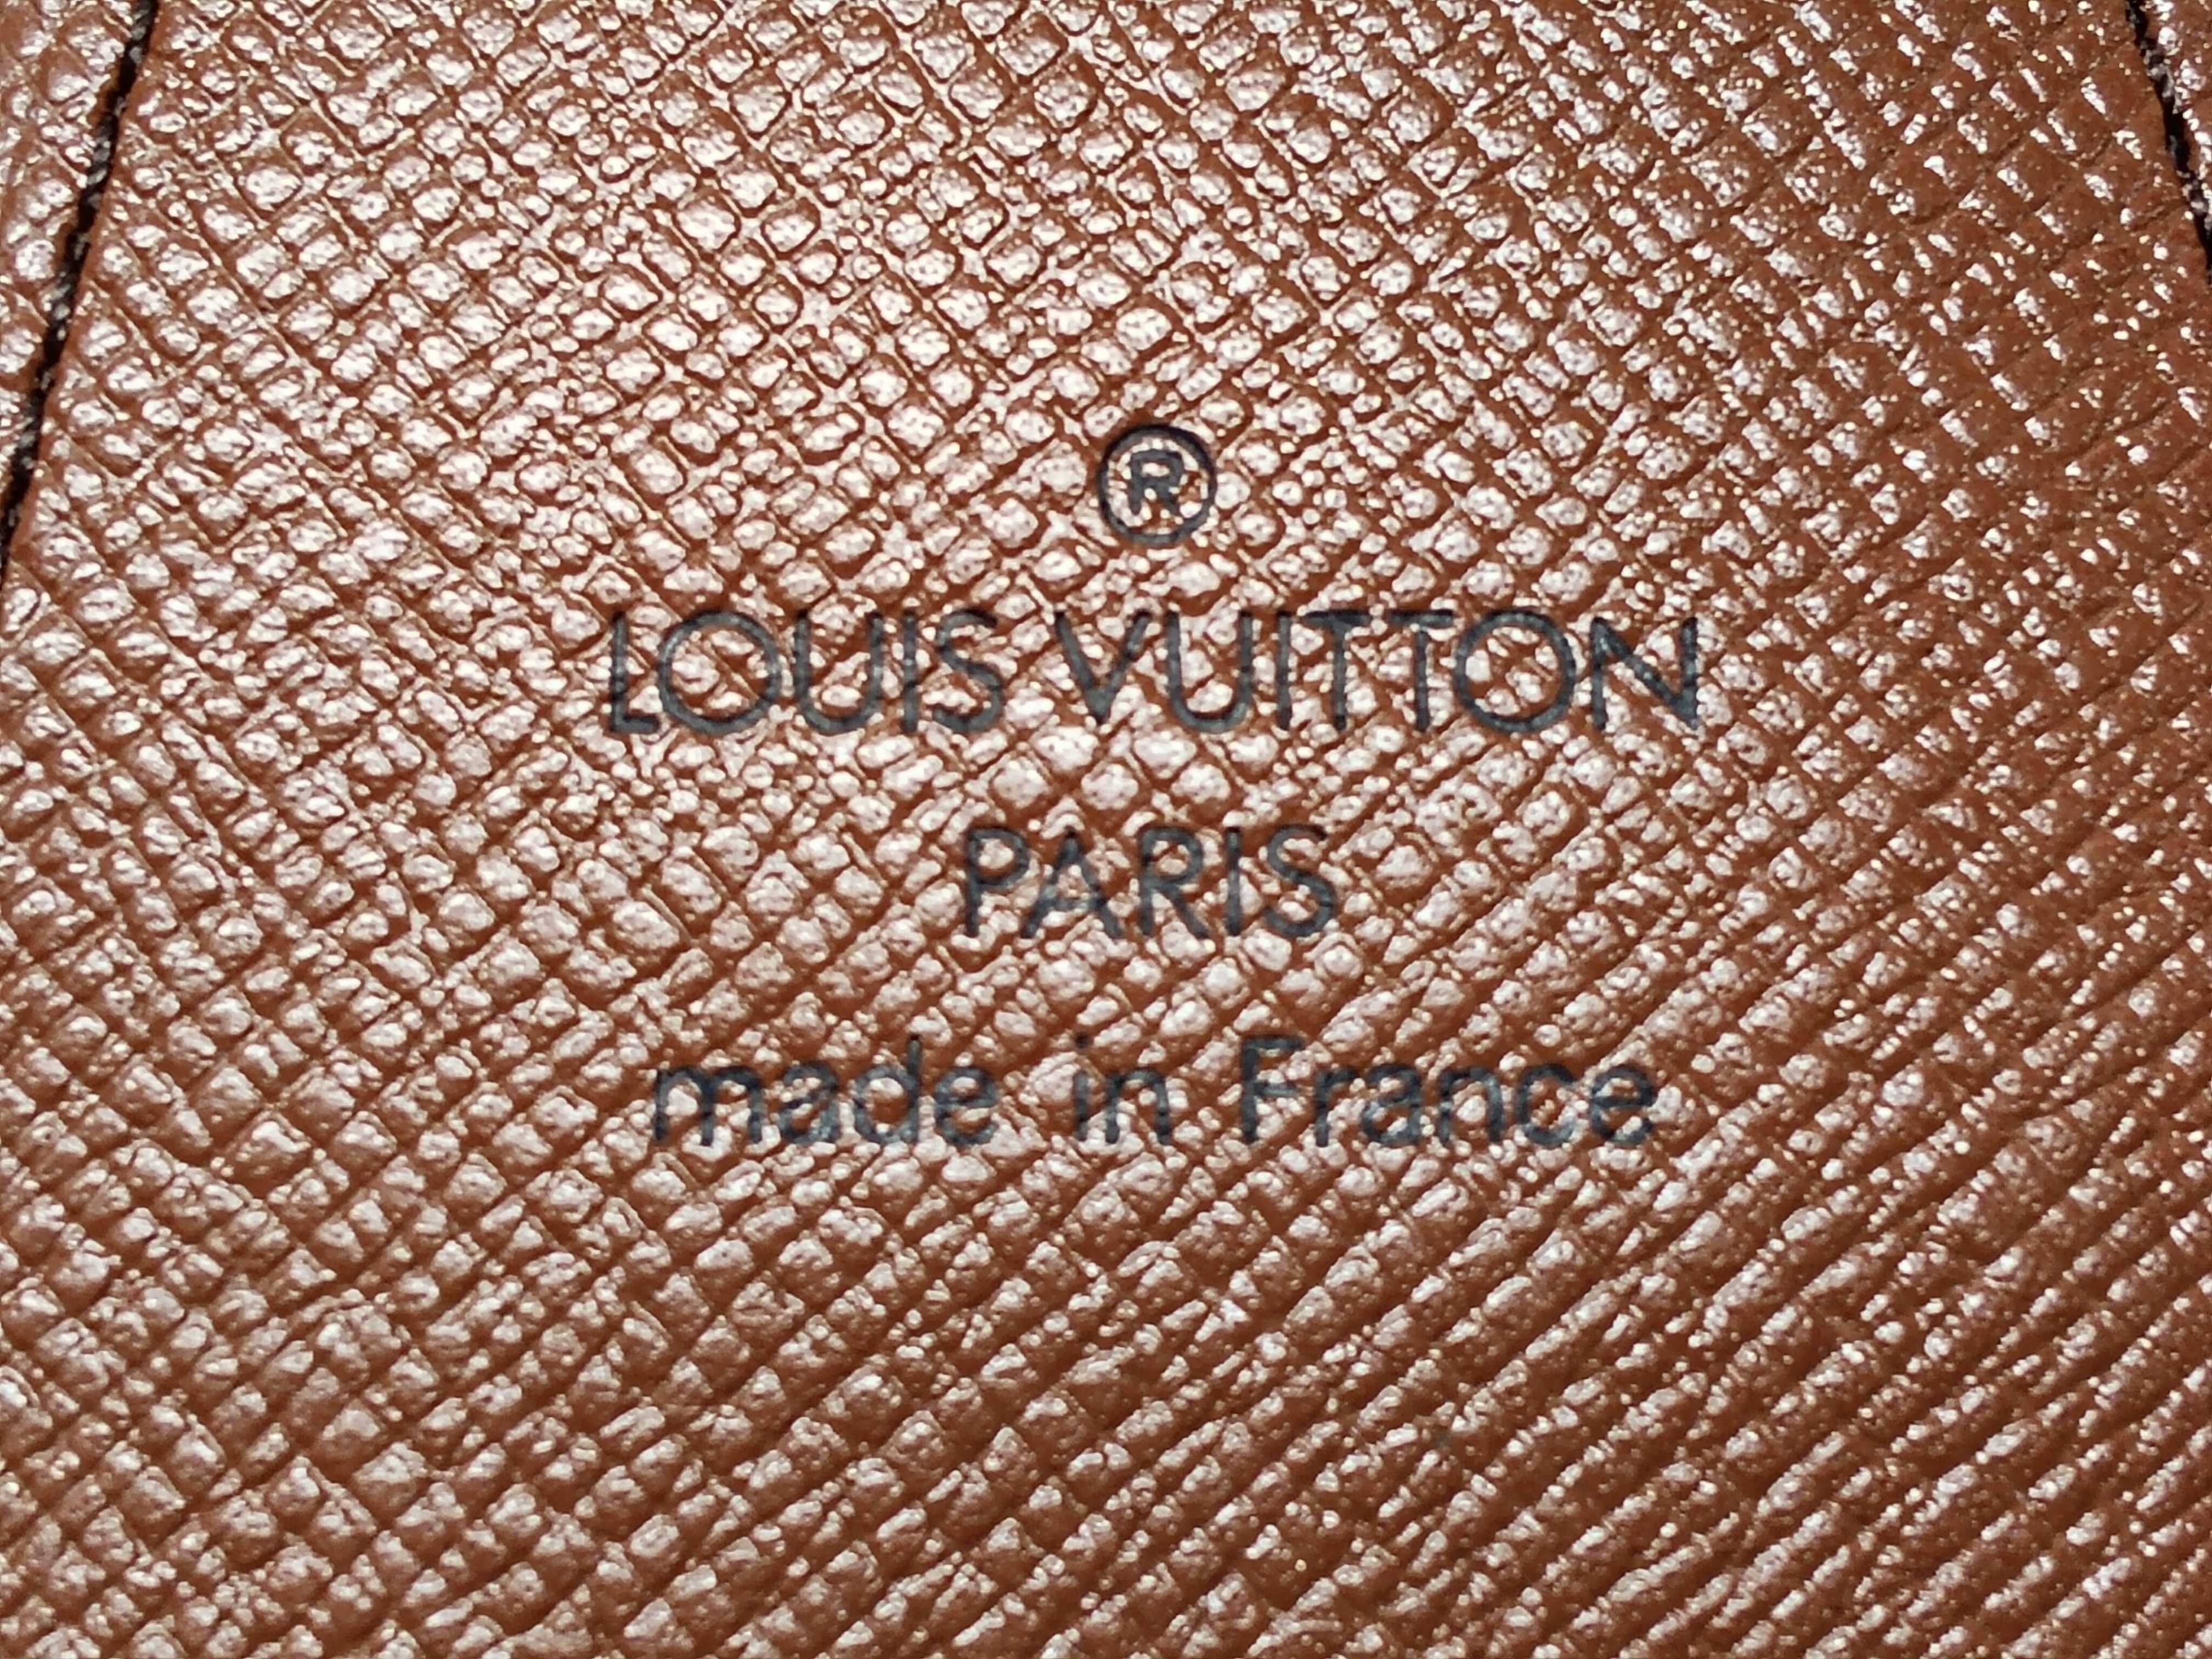 ®
LOUIS VUITTON
PARIS
made in France